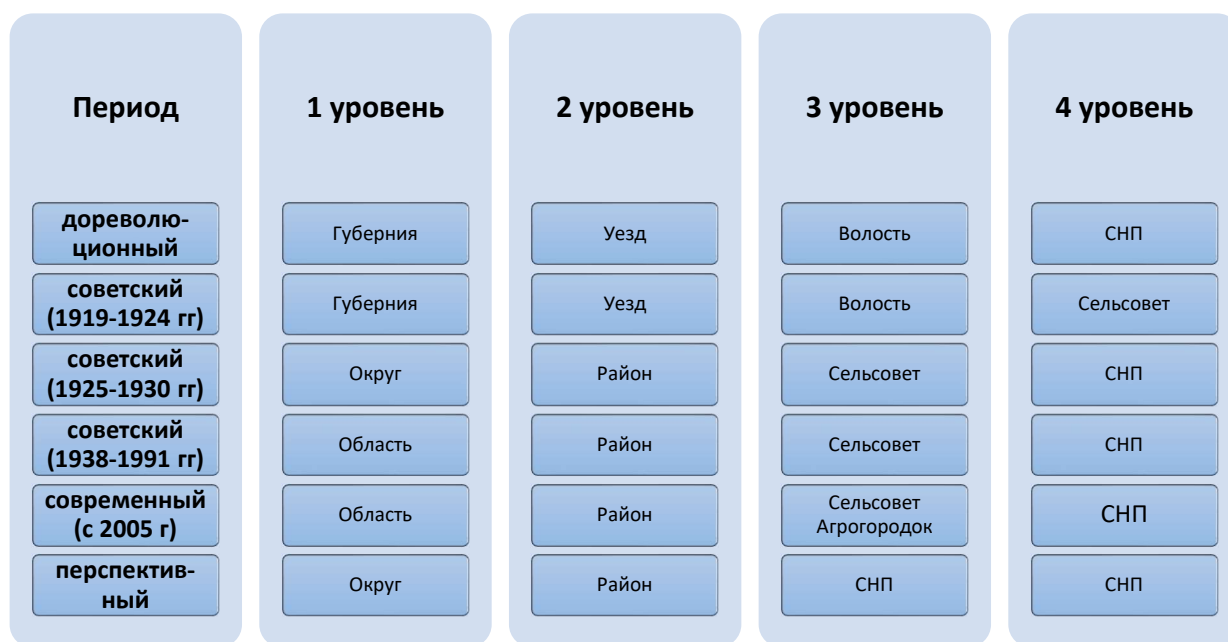 Период
1 уровень
2 уровень
3 уровень
4 уровень
дореволю-
ционный
Губерния
Уезд
Волость
СНП
советский
(1919-1924 гг)
Губерния
Уезд
Волость
Сельсовет
советский
(1925-1930 гг)
Округ
Район
Сельсовет
СНП
советский
(1938-1991 гг)
Область
Район
Сельсовет
СНП
современный
(с 2005 г)
Область
Район
Сельсовет
Агрогородок
СНП
перспектив-
ный
Округ
Район
СНП
СНП